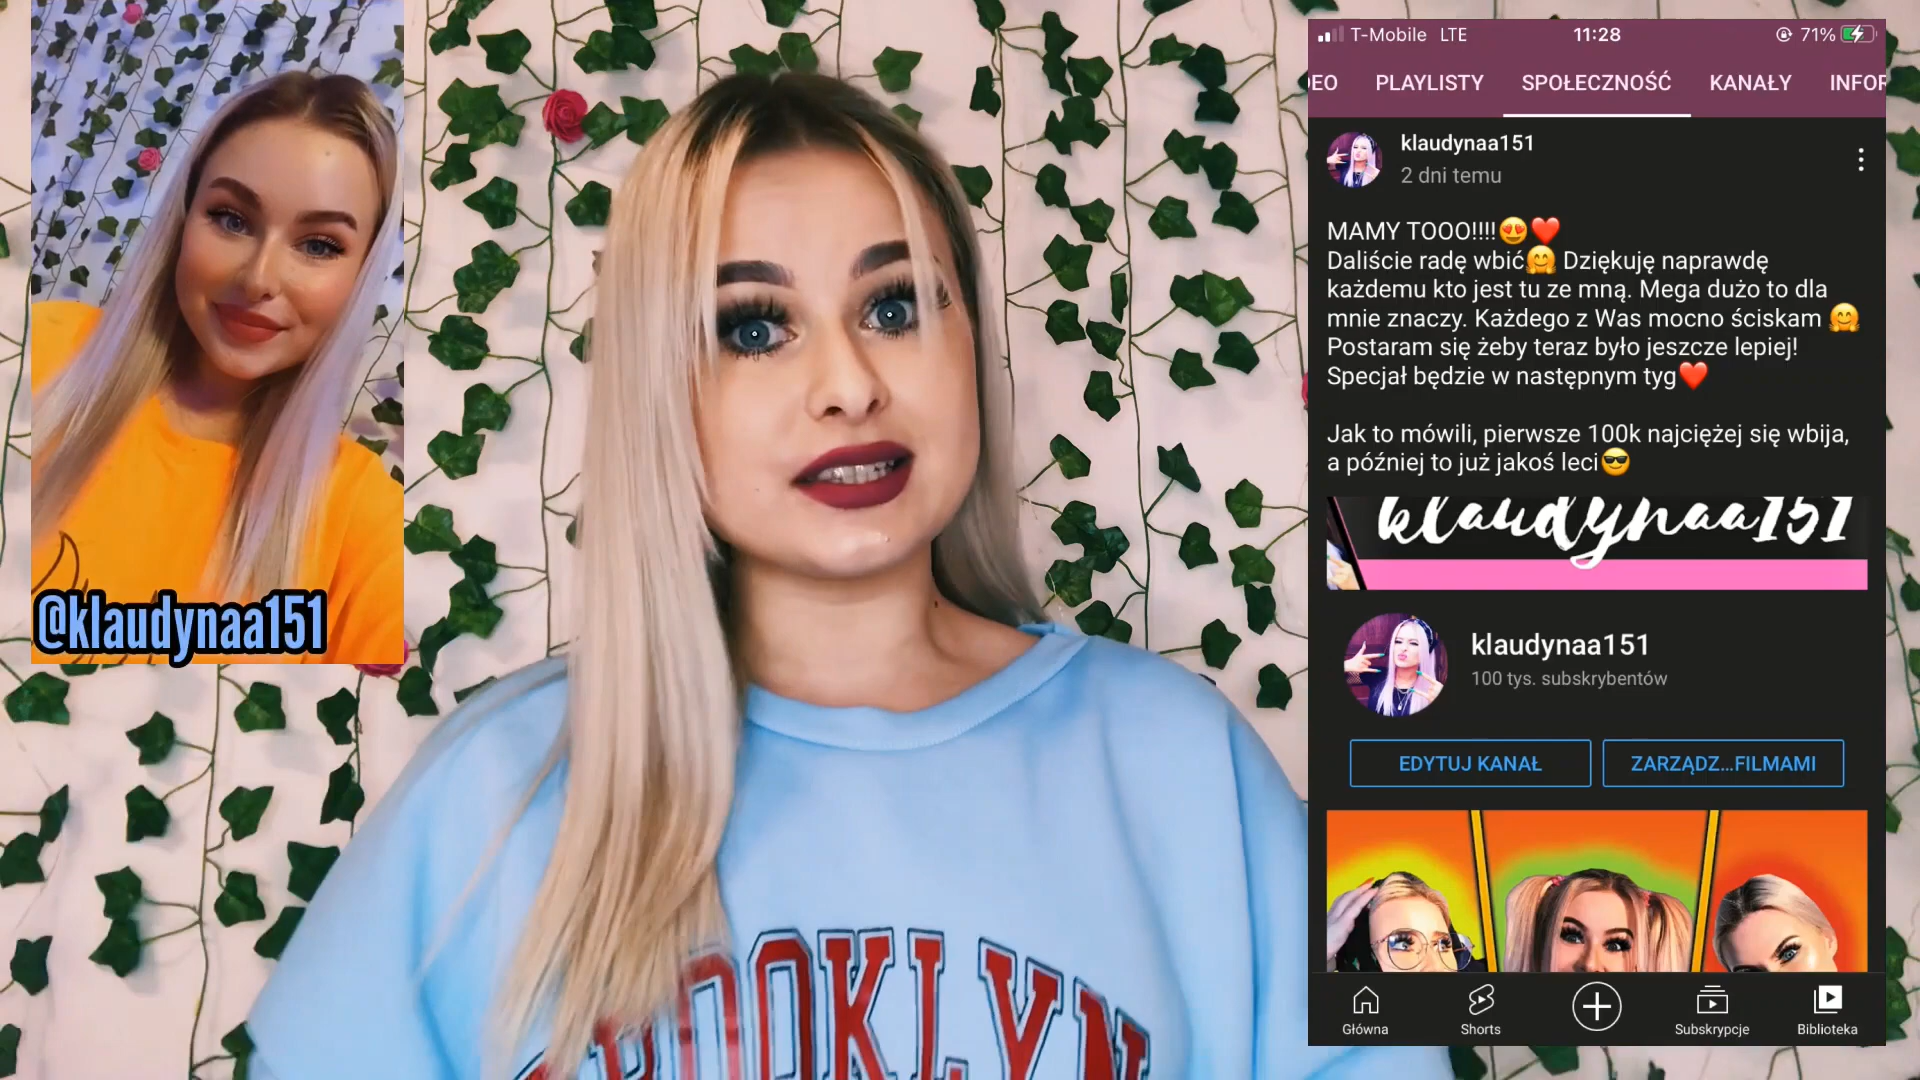 @klaudynaa151
BROOKLYN
T-Mobile LTE 11:28 71%
DEO PLAYLISTY SPOŁECZNOŚĆ KANAŁY INFOR
klaudynaa151
2 dni temu
MAMY TOOO!!!!😍❤️
Daliście radę wbić🤗 Dziękuję naprawdę
każdemu kto jest tu ze mną. Mega dużo to dla
mnie znaczy. Każdego z Was mocno ściskam 🤗
Postaram się żeby teraz było jeszcze lepiej!
Specjał będzie w następnym tyg❤️
Jak to mówili, pierwsze 100k najciężej się wbija,
a później to już jakoś leci😎
klaudynaa151
klaudynaa151
100 tys. subskrybentów
EDYTUJ KANAŁ ZARZĄDZ...FILMAMI
Główna Shorts Subskrypcje Biblioteka